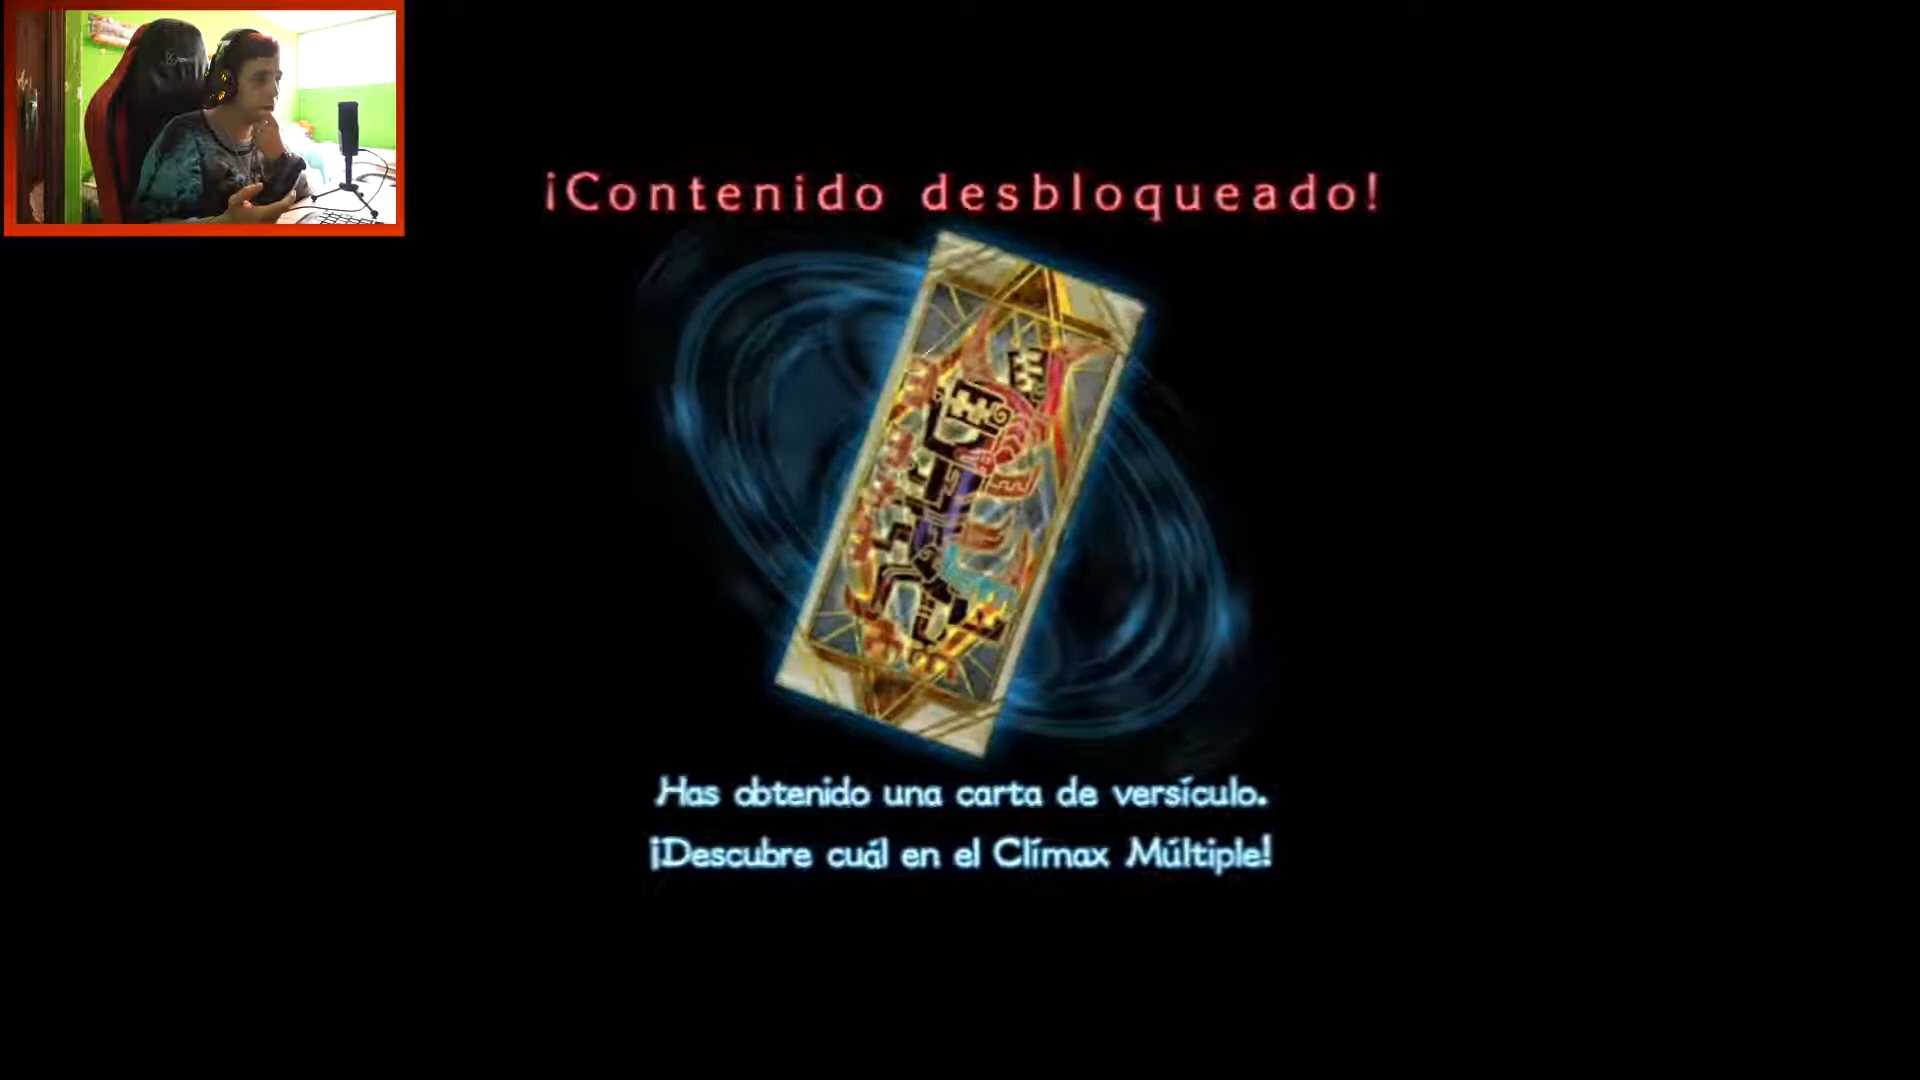 ¡Contenido desbloqueado!
Has obtenido una carta de versículo.
¡Descubre cuál en el Clímax Múltiple!